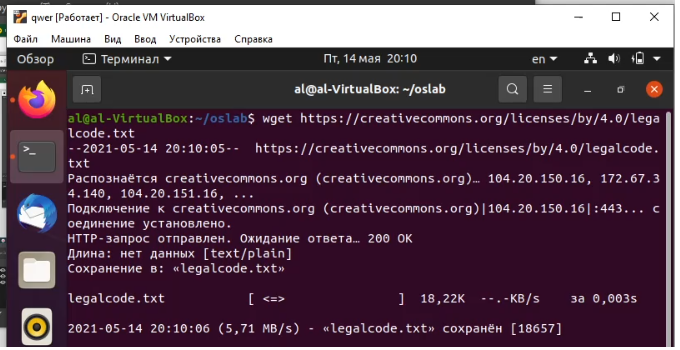 qwer [Работает] - Oracle VM VirtualBox
Файл Машина Вид Ввод Устройства Справка
Обзор Терминал Пт, 14 мая 20:10 en
al@al-VirtualBox: ~/oslab
al@al-VirtualBox:~/oslab$ wget https://creativecommons.org/licenses/by/4.0/lega
lcode.txt
--2021-05-14 20:10:05-- https://creativecommons.org/licenses/by/4.0/legalcode.
txt
Распознаётся creativecommons.org (creativecommons.org)… 104.20.150.16, 172.67.3
4.140, 104.20.151.16, ...
Подключение к creativecommons.org (creativecommons.org)|104.20.150.16|:443... с
оединение установлено.
HTTP-запрос отправлен. Ожидание ответа… 200 OK
Длина: нет данных [text/plain]
Сохранение в: «legalcode.txt»
legalcode.txt [ <=> ] 18,22K --.-KB/s за 0,003s
2021-05-14 20:10:06 (5,71 MB/s) - «legalcode.txt» сохранён [18657]